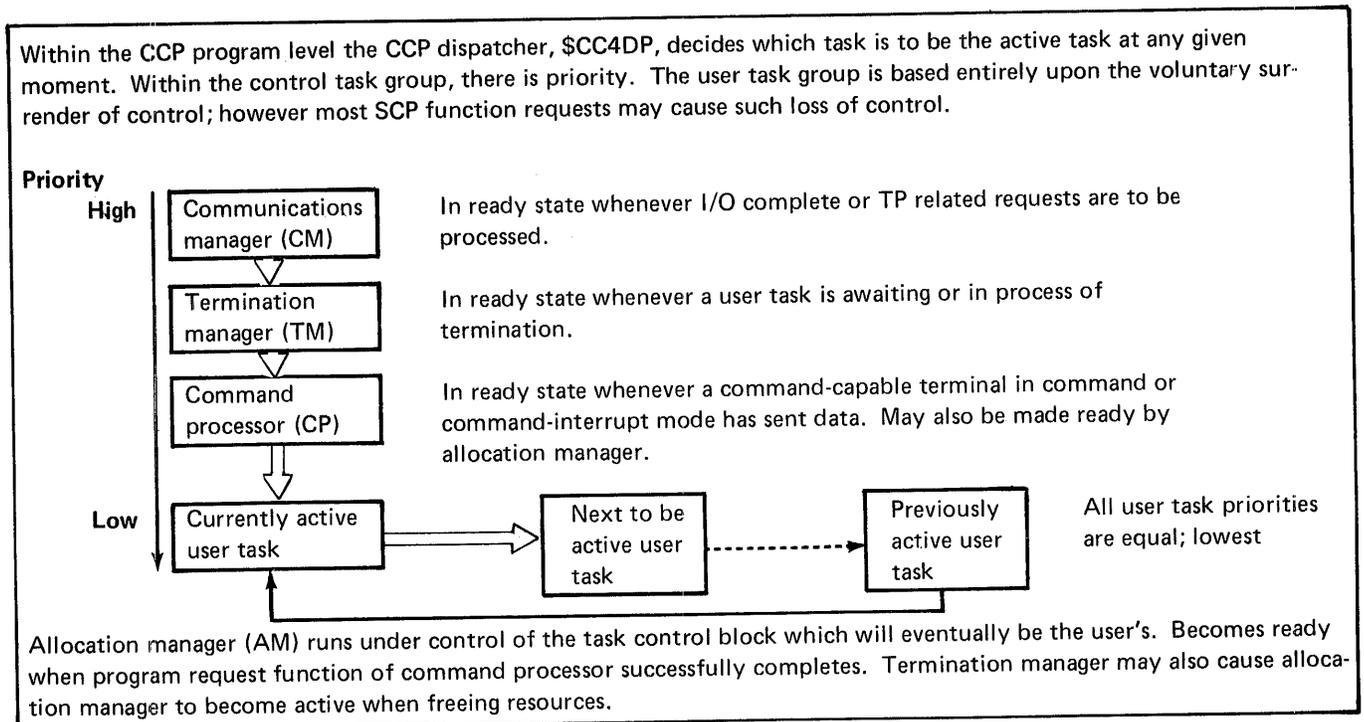 Within the CCP program level the CCP dispatcher, $CC4DP, decides which task is to be the active task at any given
moment. Within the control task group, there is priority. The user task group is based entirely upon the voluntary sur-
render of control; however most SCP function requests may cause such loss of control.
Priority
High
Communications
manager (CM)
In ready state whenever I/O complete or TP related requests are to be
processed.
Termination
manager (TM)
In ready state whenever a user task is awaiting or in process of
termination.
Command
processor (CP)
In ready state whenever a command-capable terminal in command or
command-interrupt mode has sent data. May also be made ready by
allocation manager.
Low
Currently active
user task
Next to be
active user
task
Previously
active user
task
All user task priorities
are equal; lowest
Allocation manager (AM) runs under control of the task control block which will eventually be the user's. Becomes ready
when program request function of command processor successfully completes. Termination manager may also cause alloca-
tion manager to become active when freeing resources.